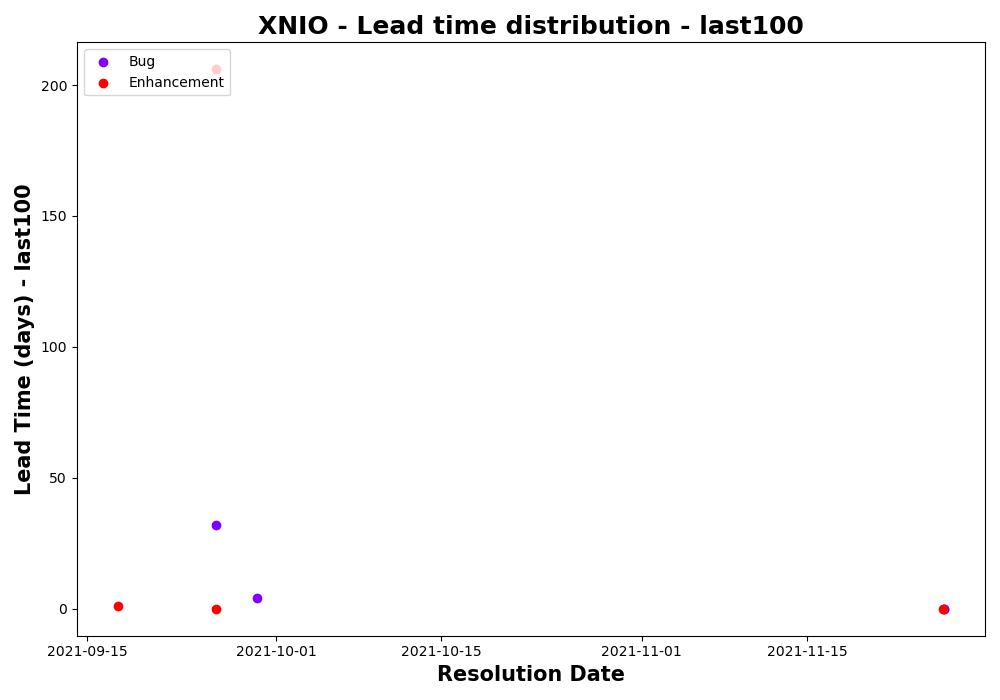 XNIO - Lead time distribution - last100
Bug
Enhancement
Lead Time (days) - last100
200
150
100
50
0
2021-09-15
2021-10-01
2021-10-15
2021-11-01
2021-11-15
Resolution Date